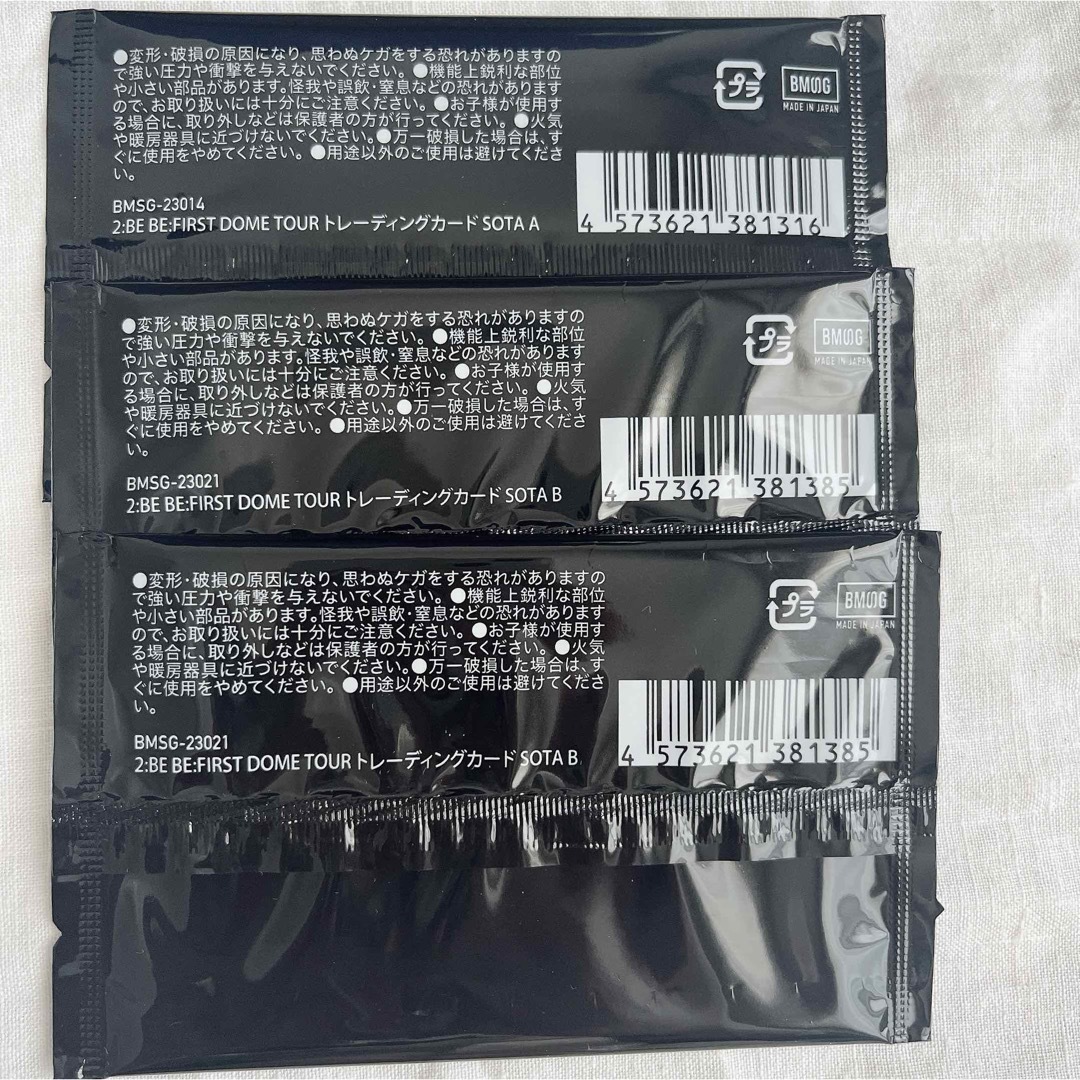 ●変形・破損の原因になり、思わぬケガをする恐れがありますの
で強い圧力や衝撃を与えないでください。 ●機能上鋭利な部位
や小さい部品があります。怪我や誤飲・窒息などの恐れがあります
ので、お取り扱いには十分にご注意ください。 ●お子様が使用す
る場合に、取り外しなどは保護者の方が行ってください。 ●火気
や暖房器具に近づけないでください。 ●万一破損した場合は、す
ぐに使用をやめてください。 ●用途以外のご使用は避けてくださ
い。
プラ
BMSG
MADE IN JAPAN
BMSG-23014
2:BE BE:FIRST DOME TOUR トレーディングカード SOTA A
4 573621 381316
●変形・破損の原因になり、思わぬケガをする恐れがありますの
で強い圧力や衝撃を与えないでください。 ●機能上鋭利な部位
や小さい部品があります。怪我や誤飲・窒息などの恐れがあります
ので、お取り扱いには十分にご注意ください。 ●お子様が使用す
る場合に、取り外しなどは保護者の方が行ってください。 ●火気
や暖房器具に近づけないでください。 ●万一破損した場合は、す
ぐに使用をやめてください。 ●用途以外のご使用は避けてくださ
い。
プラ
BMSG
MADE IN JAPAN
BMSG-23021
2:BE BE:FIRST DOME TOUR トレーディングカード SOTA B
4 573621 381385
●変形・破損の原因になり、思わぬケガをする恐れがありますの
で強い圧力や衝撃を与えないでください。 ●機能上鋭利な部位
や小さい部品があります。怪我や誤飲・窒息などの恐れがあります
ので、お取り扱いには十分にご注意ください。 ●お子様が使用す
る場合に、取り外しなどは保護者の方が行ってください。 ●火気
や暖房器具に近づけないでください。 ●万一破損した場合は、す
ぐに使用をやめてください。 ●用途以外のご使用は避けてくださ
い。
プラ
BMSG
MADE IN JAPAN
BMSG-23021
2:BE BE:FIRST DOME TOUR トレーディングカード SOTA B
4 573621 381385